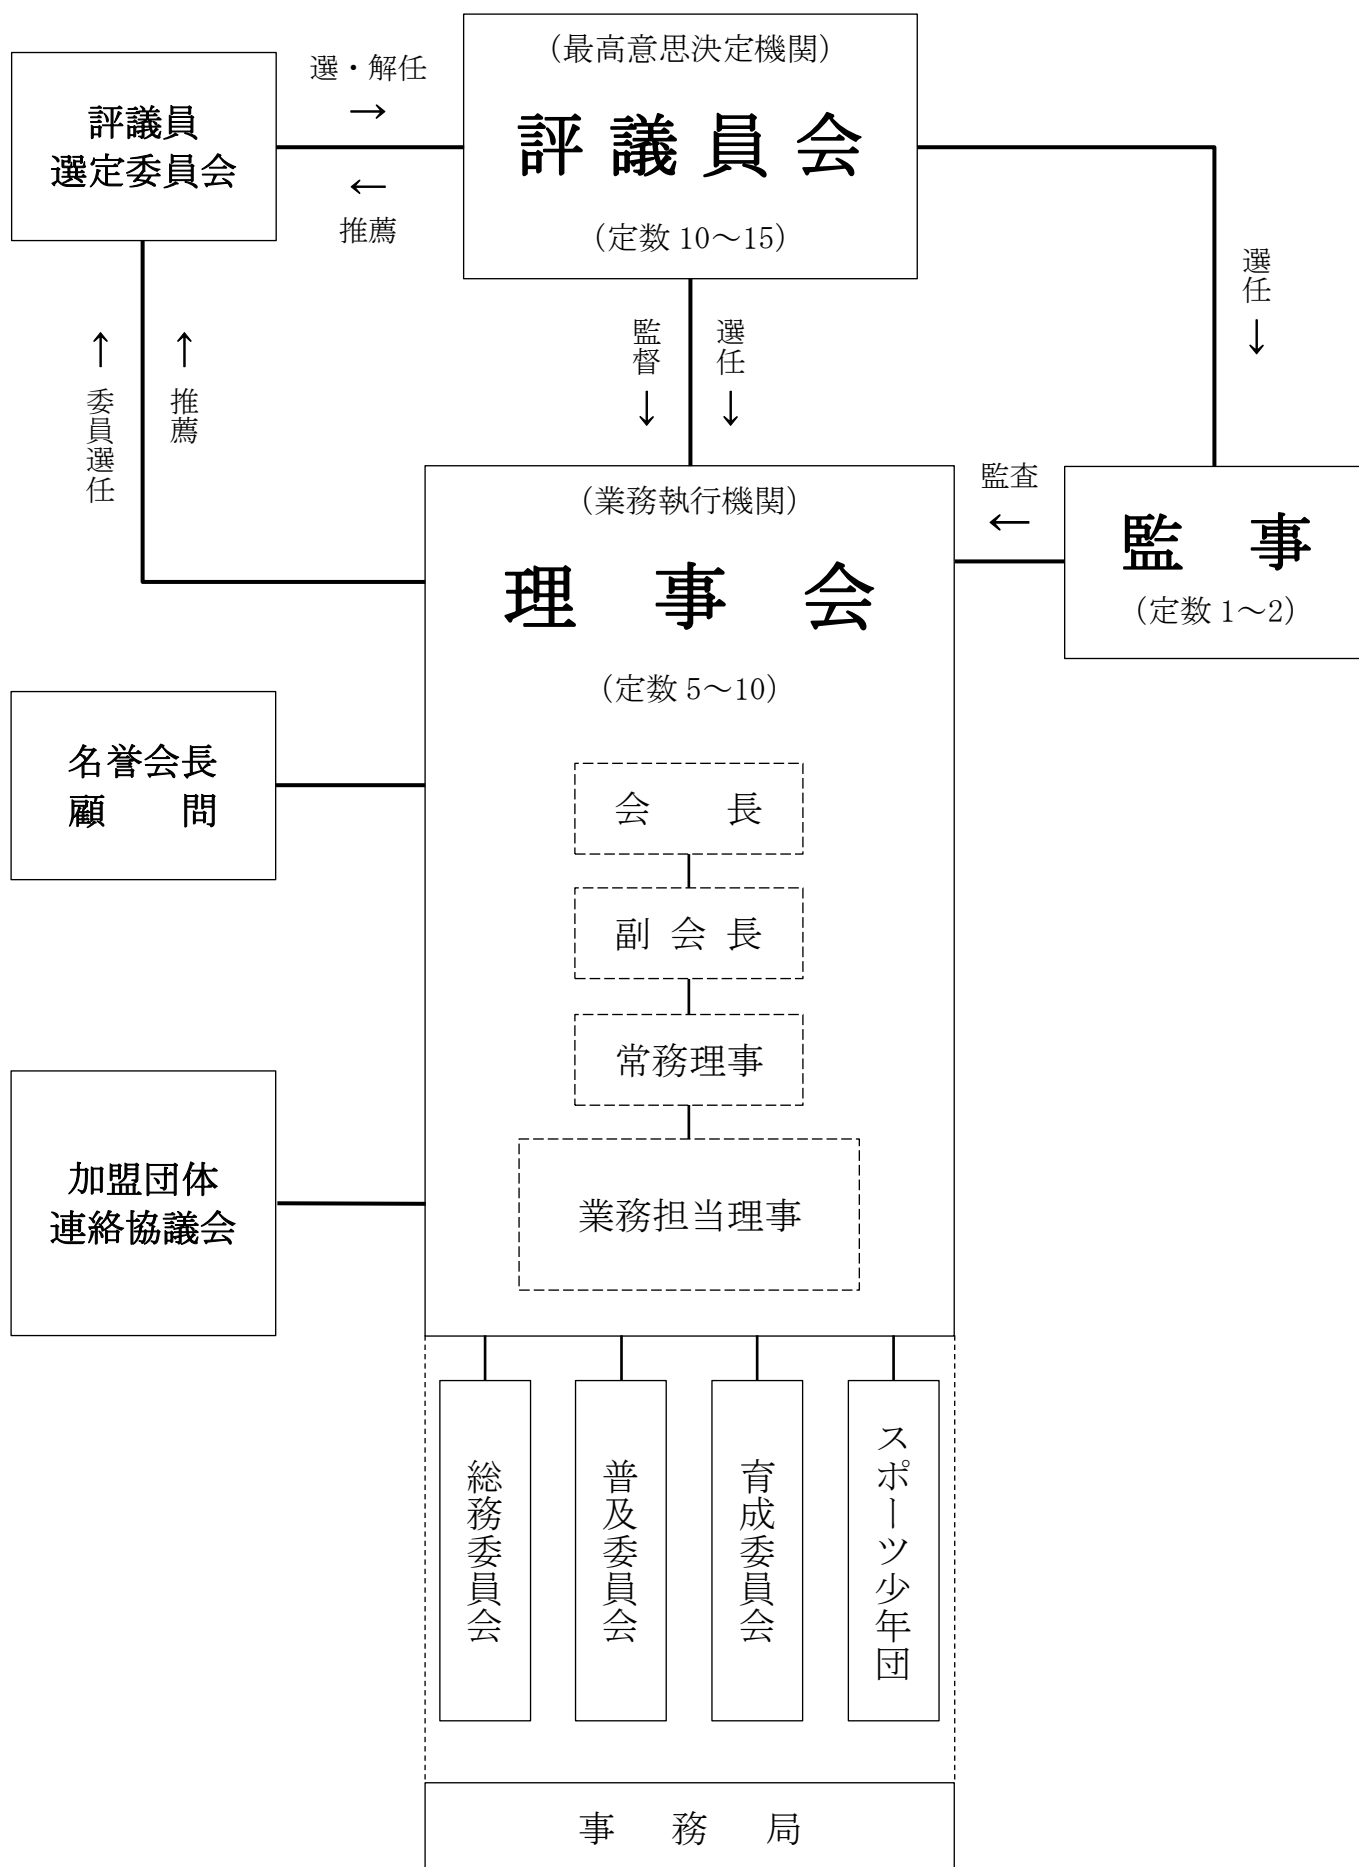 (最高意思決定機関)
評議員会
(定数 10～15)
評議員
選定委員会
選・解任
→
←
推薦
選任
↓
監督
↓
選任
↓
↑
委員選任
↑
推薦
(業務執行機関)
理事会
(定数 5～10)
監査
←
監事
(定数 1～2)
名誉会長
顧問
会長
副会長
常務理事
業務担当理事
加盟団体
連絡協議会
総務委員会
普及委員会
育成委員会
スポーツ少年団
事務局